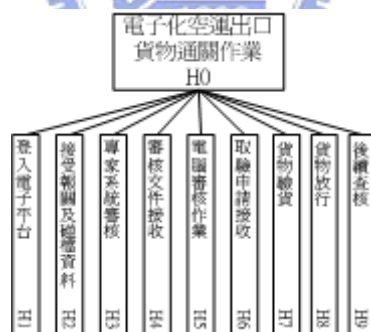 電子化空運出口
貨物通關作業
H0
登入電子平台
H1
接受報關及磁檔資料
H2
專家系統審核
H3
審核文件接收
H4
電腦審核作業
H5
取驗申請接收
H6
貨物驗貨
H7
貨物放行
H8
後續查核
H9